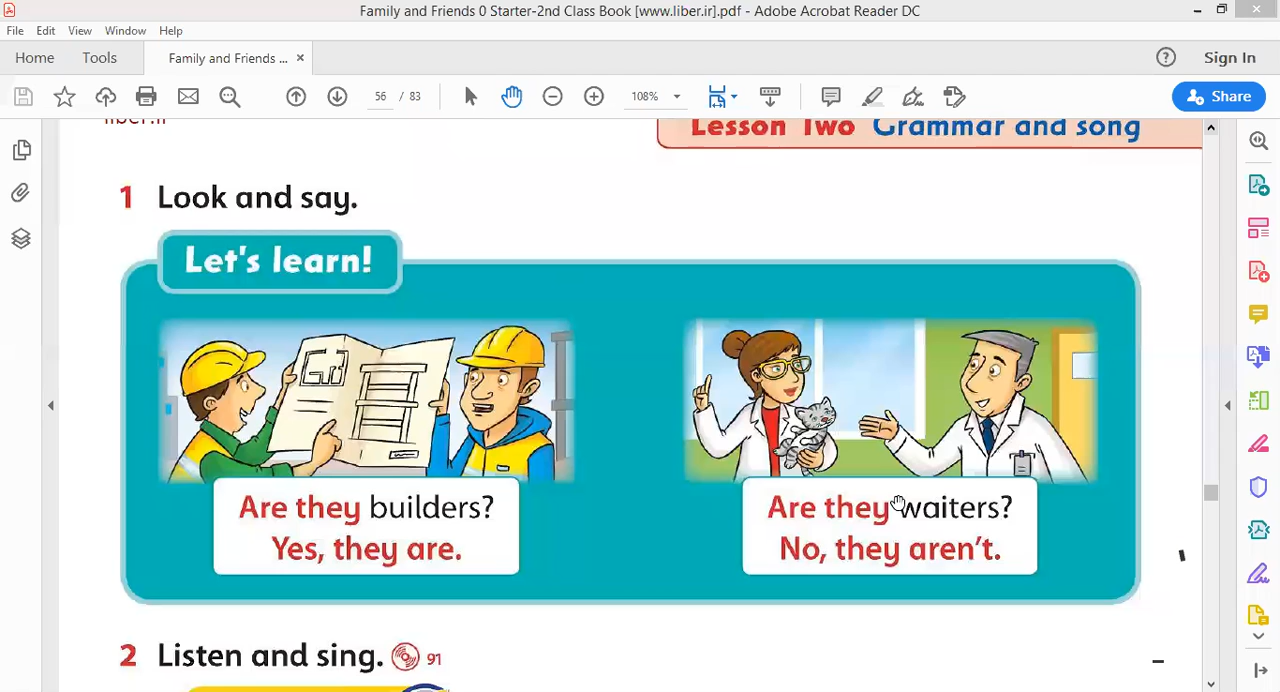 Family and Friends 0 Starter-2nd Class Book [www.liber.ir].pdf - Adobe Acrobat Reader DC
File Edit View Window Help
Home Tools Family and Friends ... ×
? Sign In
56 / 83 108% Share
liber.ir
Lesson Two Grammar and song
1 Look and say.
Let's learn!
Are they builders?
Yes, they are.
Are they waiters?
No, they aren't.
2 Listen and sing. 91